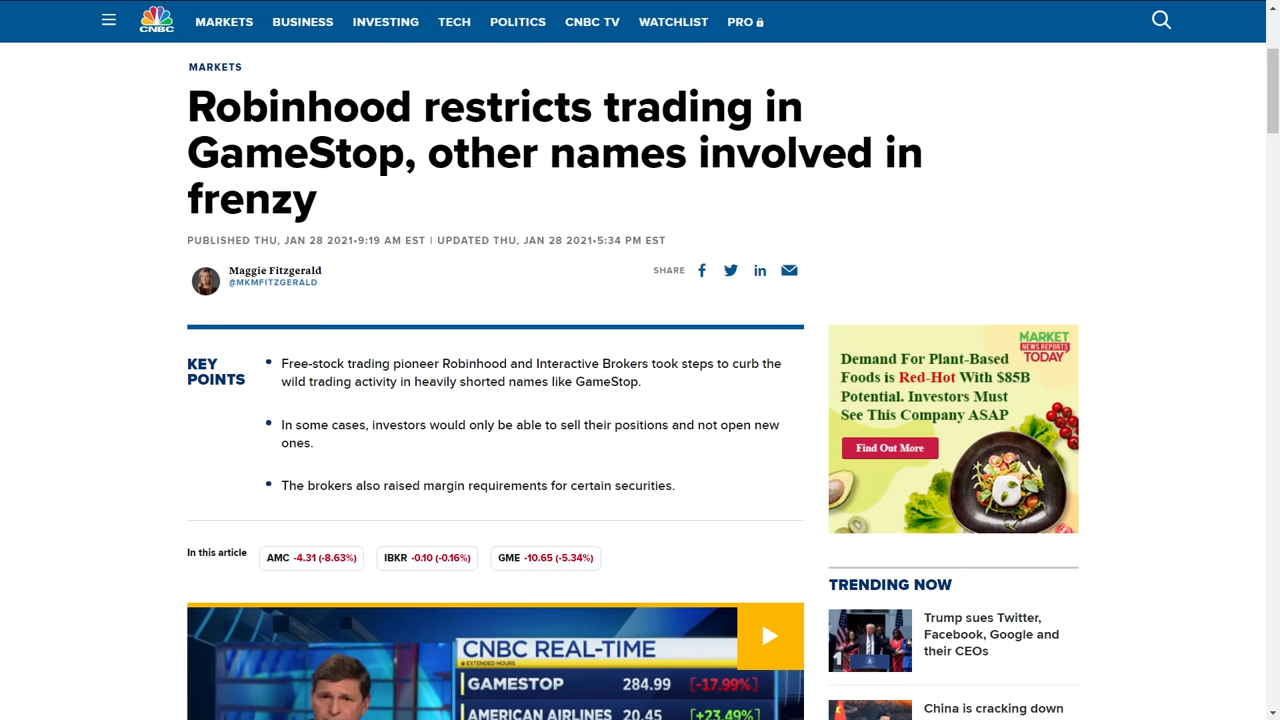 CNBC
MARKETS
BUSINESS
INVESTING
TECH
POLITICS
CNBC TV
WATCHLIST
PRO
MARKETS
Robinhood restricts trading in
GameStop, other names involved in
frenzy
PUBLISHED THU, JAN 28 2021•9:19 AM EST | UPDATED THU, JAN 28 2021•5:34 PM EST
Maggie Fitzgerald
@MKMFITZGERALD
SHARE
KEY
POINTS
Free-stock trading pioneer Robinhood and Interactive Brokers took steps to curb the
wild trading activity in heavily shorted names like GameStop.
In some cases, investors would only be able to sell their positions and not open new
ones.
The brokers also raised margin requirements for certain securities.
In this article
AMC -4.31 (-8.63%)
IBKR -0.10 (-0.16%)
GME -10.65 (-5.34%)
CNBC REAL-TIME
EXTENDED HOURS
GAMESTOP 284.99 [-17.99%]
AMERICAN AIRLINES 20.45 [+23.49%]
MARKET
NEWS REPORTS
TODAY
Demand For Plant-Based
Foods is Red-Hot With $85B
Potential. Investors Must
See This Company ASAP
Find Out More
TRENDING NOW
Trump sues Twitter,
Facebook, Google and
their CEOs
China is cracking down